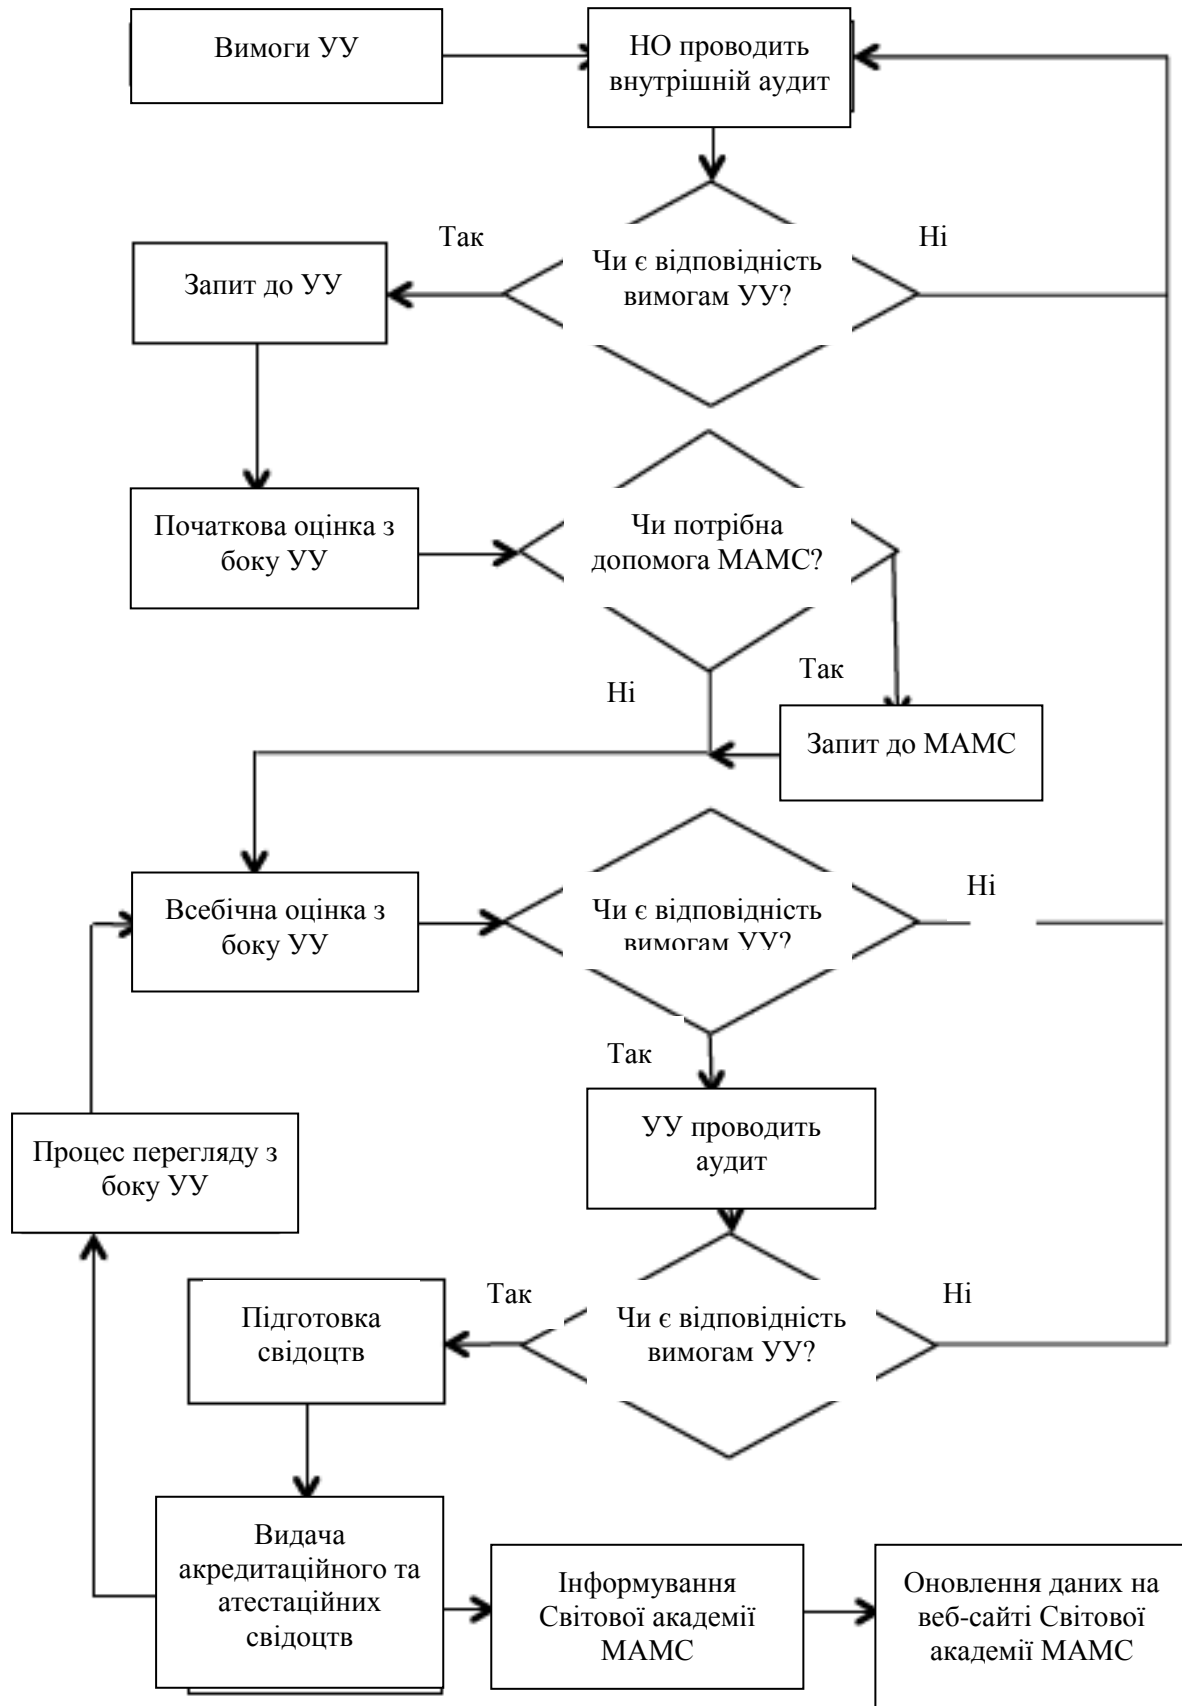 Вимоги УУ
НО проводить
внутрішній аудит
Так
Ні
Чи є відповідність
вимогам УУ?
Запит до УУ
Початкова оцінка з
боку УУ
Чи потрібна
допомога МАМС?
Ні
Так
Запит до МАМС
Всебічна оцінка з
боку УУ
Чи є відповідність
вимогам УУ?
Ні
Так
УУ проводить
аудит
Процес перегляду з
боку УУ
Підготовка
свідоцтв
Так
Чи є відповідність
вимогам УУ?
Ні
Видача
акредитаційного та
атестаційних
свідоцтв
Інформування
Світової академії
МАМС
Оновлення даних на
веб-сайті Світової
академії МАМС